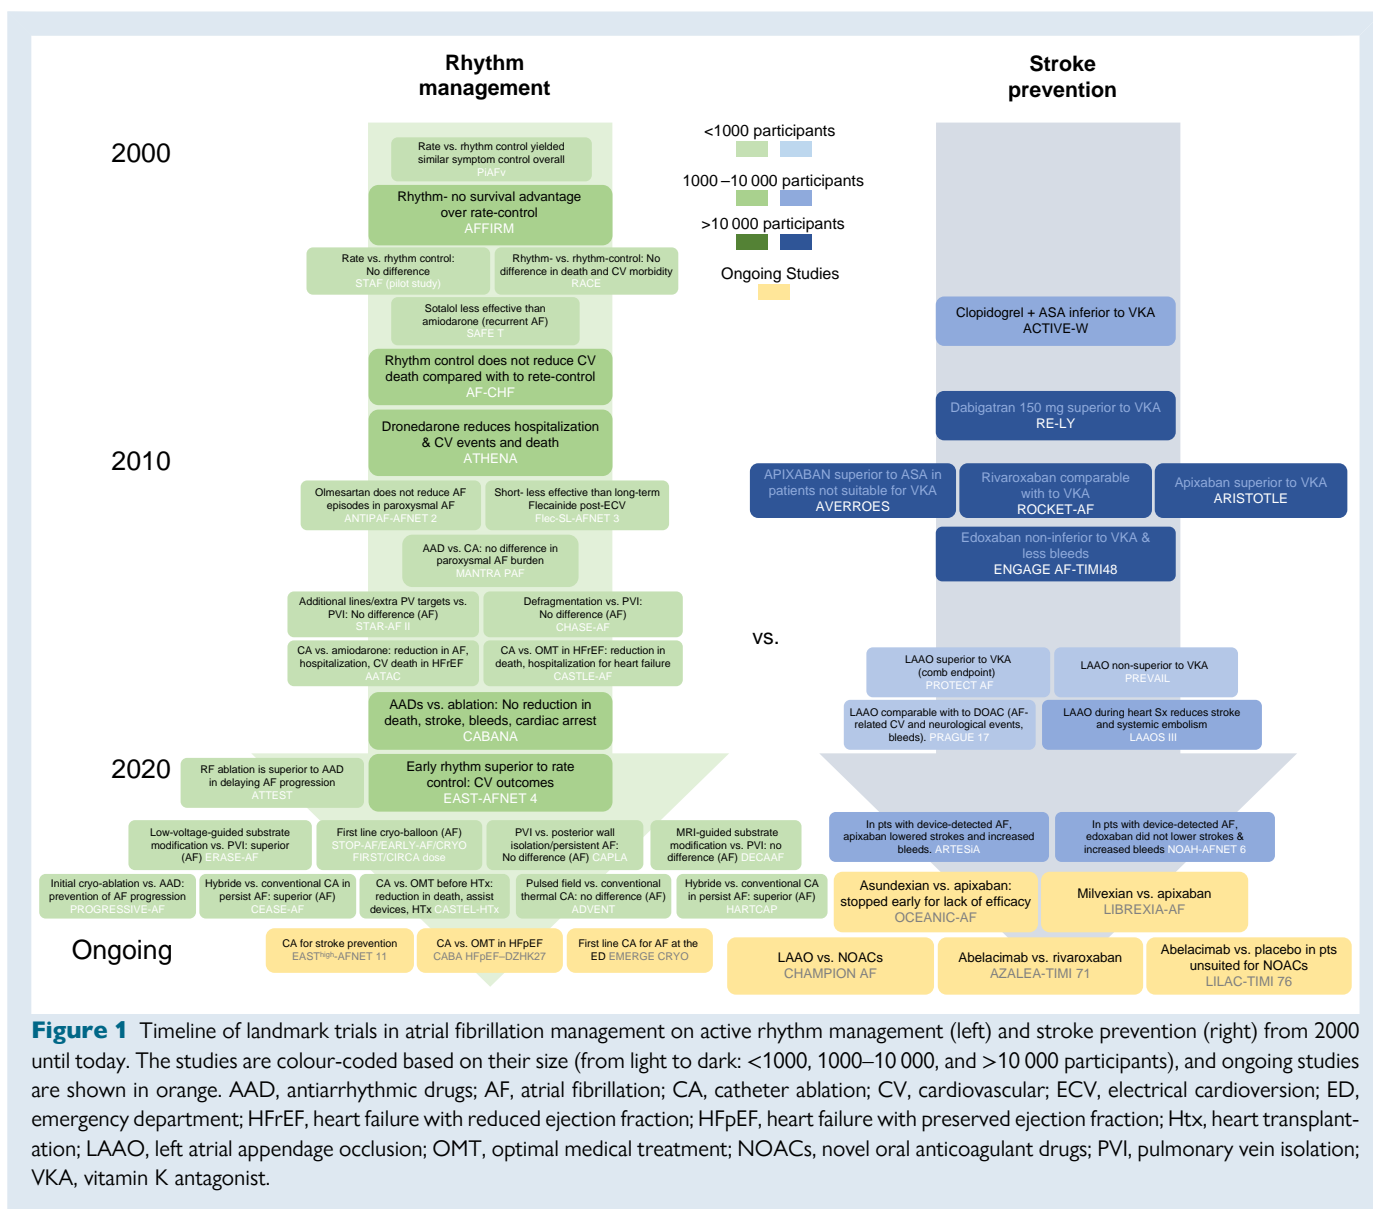 Rhythm
management
Stroke
prevention
2000
<1000 participants
1000–10 000 participants
>10 000 participants
Ongoing Studies
Rate vs. rhythm control yielded
similar symptom control overall
PiAFv
Rhythm- no survival advantage
over rate-control
AFFIRM
Rate vs. rhythm control:
No difference
STAF (pilot study)
Rhythm- vs. rhythm-control: No
difference in death and CV morbidity
RACE
Sotalol less effective than
amiodarone (recurrent AF)
SAFE T
Clopidogrel + ASA inferior to VKA
ACTIVE-W
Rhythm control does not reduce CV
death compared with to rete-control
AF-CHF
Dabigatran 150 mg superior to VKA
RE-LY
Dronedarone reduces hospitalization
& CV events and death
ATHENA
2010
APIXABAN superior to ASA in
patients not suitable for VKA
AVERROES
Rivaroxaban comparable
with to VKA
ROCKET-AF
Apixaban superior to VKA
ARISTOTLE
Olmesartan does not reduce AF
episodes in paroxysmal AF
ANTIPAF-AFNET 2
Short- less effective than long-term
Flecainide post-ECV
Flec-SL-AFNET 3
Edoxaban non-inferior to VKA &
less bleeds
ENGAGE AF-TIMI48
AAD vs. CA: no difference in
paroxysmal AF burden
MANTRA PAF
Additional lines/extra PV targets vs.
PVI: No difference (AF)
STAR-AF II
Defragmentation vs. PVI:
No difference (AF)
CHASE-AF
vs.
CA vs. amiodarone: reduction in AF,
hospitalization, CV death in HFrEF
AATAC
CA vs. OMT in HFrEF: reduction in
death, hospitalization for heart failure
CASTLE-AF
LAAO superior to VKA
(comb endpoint)
PROTECT AF
LAAO non-superior to VKA
PREVAIL
AADs vs. ablation: No reduction in
death, stroke, bleeds, cardiac arrest
CABANA
LAAO comparable with to DOAC (AF-
related CV and neurological events,
bleeds). PRAGUE 17
LAAO during heart Sx reduces stroke
and systemic embolism
LAAOS III
2020
RF ablation is superior to AAD
in delaying AF progression
ATTEST
Early rhythm superior to rate
control: CV outcomes
EAST-AFNET 4
Low-voltage-guided substrate
modification vs. PVI: superior
(AF) ERASE-AF
First line cryo-balloon (AF)
STOP-AF/EARLY-AF/CRYO
FIRST/CIRCA dose
PVI vs. posterior wall
isolation/persistent AF:
No difference (AF) CAPLA
MRI-guided substrate
modification vs. PVI: no
difference (AF) DECAAF
In pts with device-detected AF,
apixaban lowered strokes and increased
bleeds. ARTESiA
In pts with device-detected AF,
edoxaban did not lower strokes &
increased bleeds NOAH-AFNET 6
Initial cryo-ablation vs. AAD:
prevention of AF progression
PROGRESSIVE-AF
Hybride vs. conventional CA in
persist AF: superior (AF)
CEASE-AF
CA vs. OMT before HTx:
reduction in death, assist
devices, HTx CASTEL-HTx
Pulsed field vs. conventional
thermal CA: no difference (AF)
ADVENT
Hybride vs. conventional CA
in persist AF: superior (AF)
HARTCAP
Asundexian vs. apixaban:
stopped early for lack of efficacy
OCEANIC-AF
Milvexian vs. apixaban
LIBREXIA-AF
Ongoing
CA for stroke prevention
EASThigh-AFNET 11
CA vs. OMT in HFpEF
CABA HFpEF–DZHK27
First line CA for AF at the
ED EMERGE CRYO
LAAO vs. NOACs
CHAMPION AF
Abelacimab vs. rivaroxaban
AZALEA-TIMI 71
Abelacimab vs. placebo in pts
unsuited for NOACs
LILAC-TIMI 76
Figure 1 Timeline of landmark trials in atrial fibrillation management on active rhythm management (left) and stroke prevention (right) from 2000
until today. The studies are colour-coded based on their size (from light to dark: <1000, 1000–10 000, and >10 000 participants), and ongoing studies
are shown in orange. AAD, antiarrhythmic drugs; AF, atrial fibrillation; CA, catheter ablation; CV, cardiovascular; ECV, electrical cardioversion; ED,
emergency department; HFrEF, heart failure with reduced ejection fraction; HFpEF, heart failure with preserved ejection fraction; Htx, heart transplant-
ation; LAAO, left atrial appendage occlusion; OMT, optimal medical treatment; NOACs, novel oral anticoagulant drugs; PVI, pulmonary vein isolation;
VKA, vitamin K antagonist.